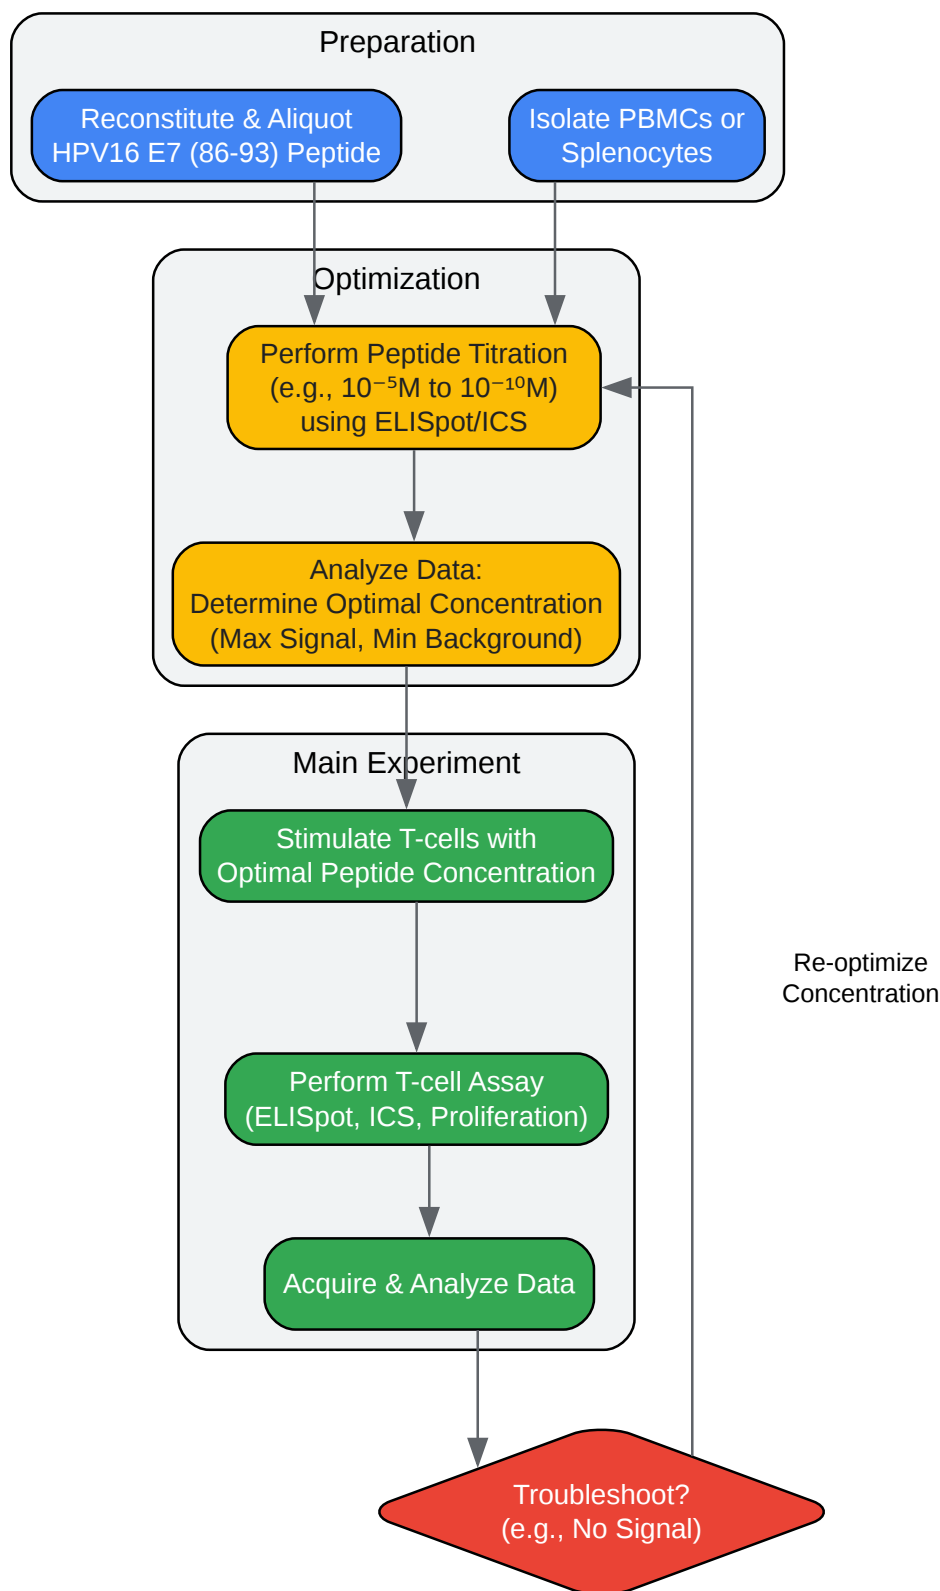 Preparation
Reconstitute & Aliquot
HPV16 E7 (86-93) Peptide
Isolate PBMCs or
Splenocytes
Optimization
Perform Peptide Titration
(e.g., 10⁻⁵M to 10⁻¹⁰M)
using ELISpot/ICS
Analyze Data:
Determine Optimal Concentration
(Max Signal, Min Background)
Main Experiment
Stimulate T-cells with
Optimal Peptide Concentration
Re-optimize
Concentration
Perform T-cell Assay
(ELISpot, ICS, Proliferation)
Acquire & Analyze Data
Troubleshoot?
(e.g., No Signal)